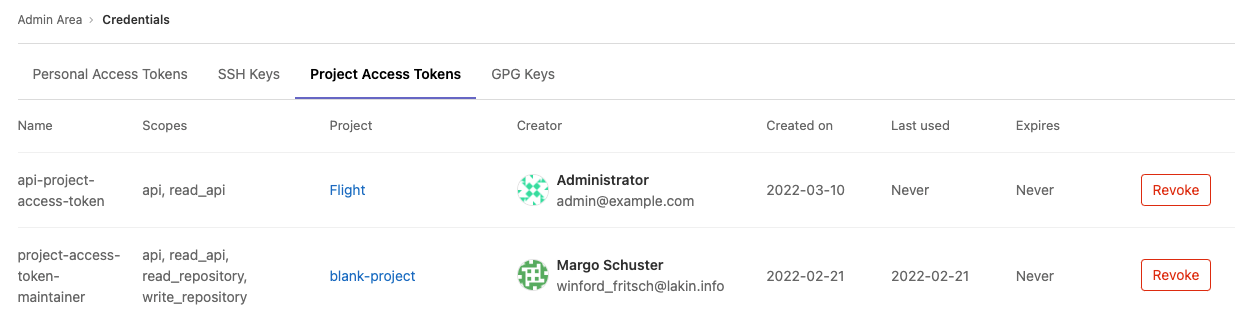 Admin Area › Credentials
Personal Access Tokens SSH Keys Project Access Tokens GPG Keys
Name Scopes Project Creator Created on Last used Expires
api-project-
access-token
api, read_api
Flight
Administrator
admin@example.com
2022-03-10
Never
Never
Revoke
project-access-
token-
maintainer
api, read_api,
read_repository,
write_repository
blank-project
Margo Schuster
winford_fritsch@lakin.info
2022-02-21
2022-02-21
Never
Revoke